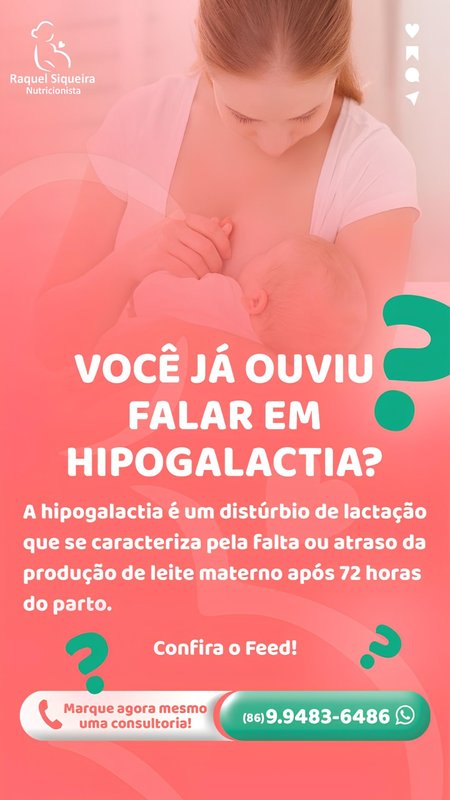 Raquel Siqueira
Nutricionista
VOCÊ JÁ OUVIU
FALAR EM
HIPOGALACTIA?
A hipogalactia é um distúrbio de lactação
que se caracteriza pela falta ou atraso da
produção de leite materno após 72 horas
do parto.
Confira o Feed!
Marque agora mesmo
uma consultoria!
(86)9.9483-6486